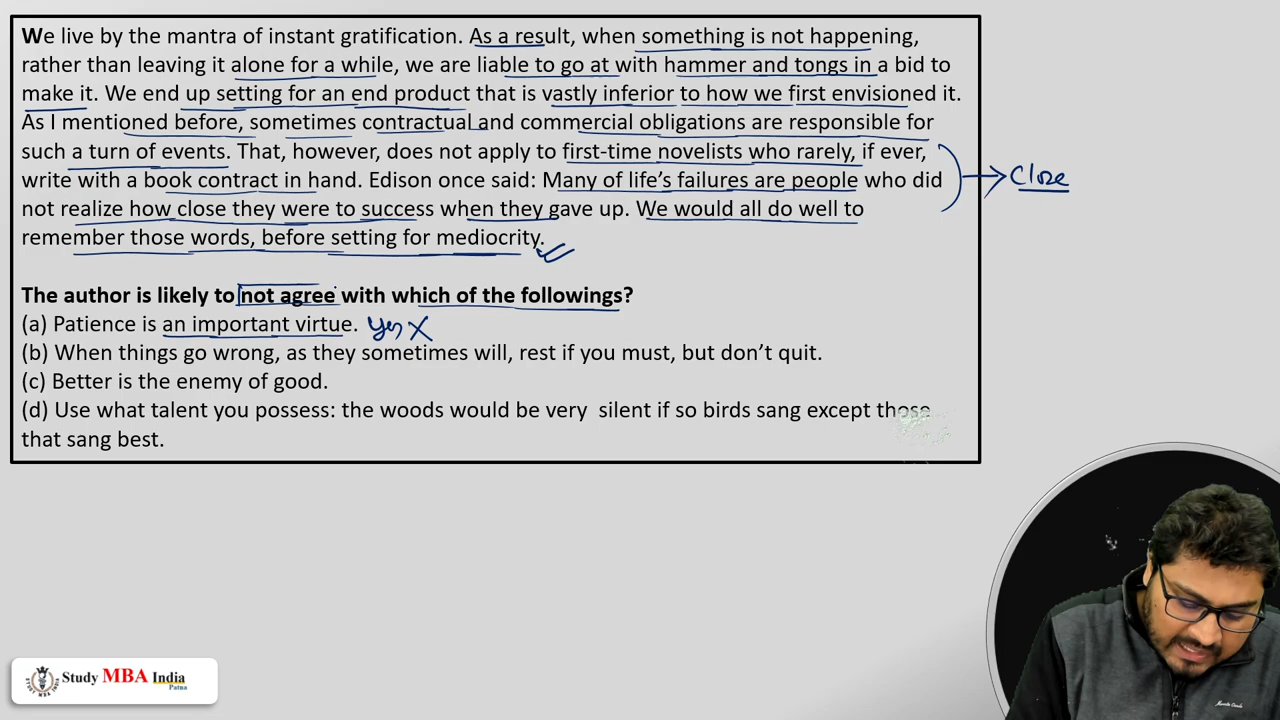 We live by the mantra of instant gratification. As a result, when something is not happening,
rather than leaving it alone for a while, we are liable to go at with hammer and tongs in a bid to
make it. We end up setting for an end product that is vastly inferior to how we first envisioned it.
As I mentioned before, sometimes contractual and commercial obligations are responsible for
such a turn of events. That, however, does not apply to first-time novelists who rarely, if ever,
write with a book contract in hand. Edison once said: Many of life’s failures are people who did
not realize how close they were to success when they gave up. We would all do well to
remember those words, before setting for mediocrity.
Close
The author is likely to not agree with which of the followings?
(a) Patience is an important virtue. Yes X
(b) When things go wrong, as they sometimes will, rest if you must, but don’t quit.
(c) Better is the enemy of good.
(d) Use what talent you possess: the woods would be very silent if so birds sang except those
that sang best.
Study MBA India
Patna